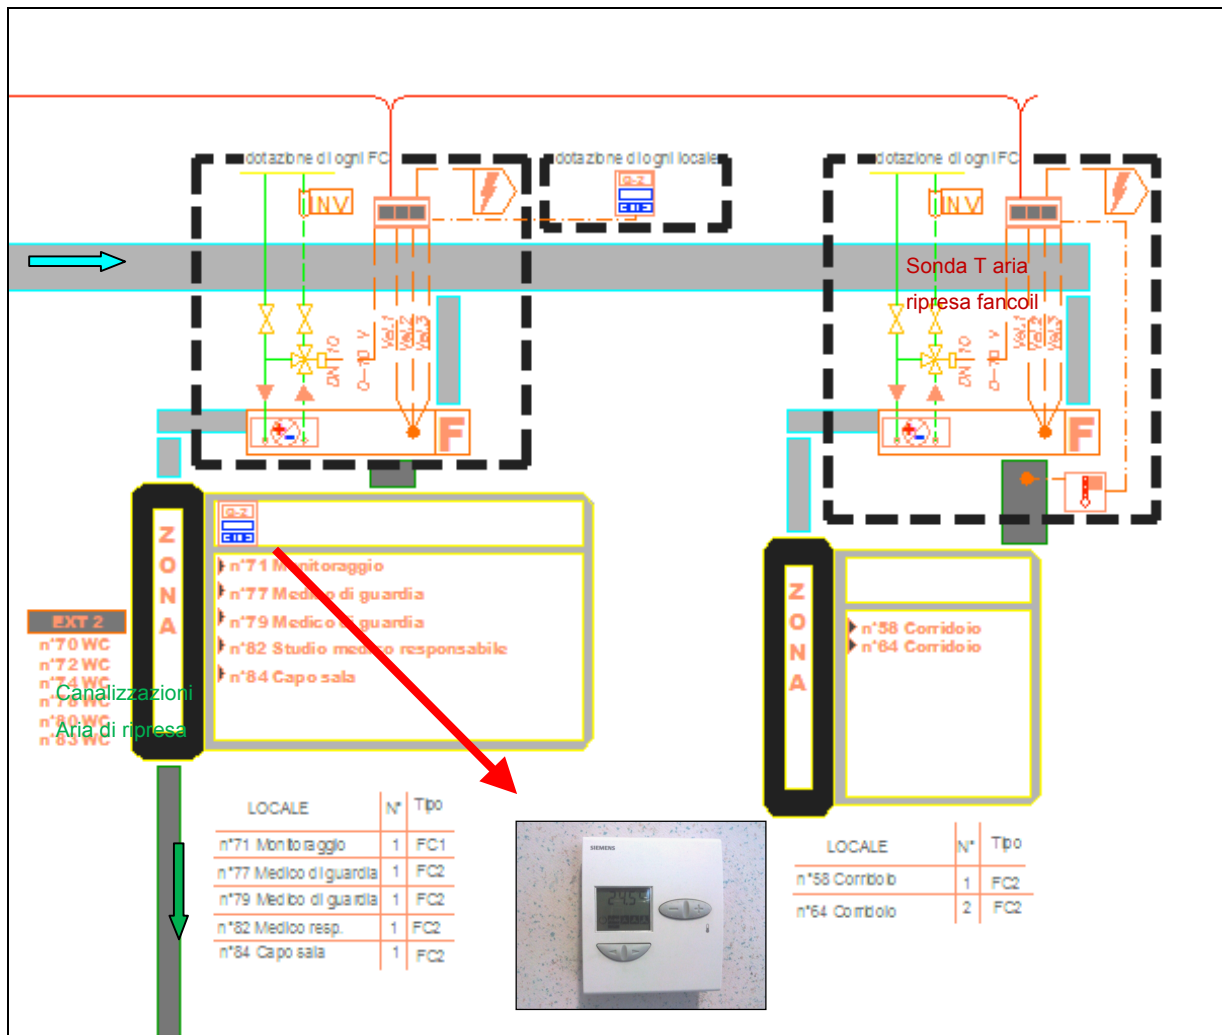 dotazione di ogni FC
dotazione di ogni locale
dotazione di ogni FC
INV
Q-Z
INV
Sonda T aria
ripresa fancoil
DN 10
0-10 V
Vel.1
Vel.2
Vel.3
DN 10
0-10 V
Vel.1
Vel.2
Vel.3
F
F
ZONA
Q-Z
n°71 Monitoraggio
n°77 Medico di guardia
n°79 Medico di guardia
n°82 Studio medico responsabile
n°84 Capo sala
ZONA
n°58 Corridoio
n°64 Corridoio
EXT 2
n°70 WC
n°72 WC
n°74 WC
n°78 WC
n°80 WC
n°83 WC
Canalizzazioni
Aria di ripresa
LOCALE N° Tipo
n°71 Monitoraggio 1 FC1
n°77 Medico di guardia 1 FC2
n°79 Medico di guardia 1 FC2
n°82 Medico resp. 1 FC2
n°84 Capo sala 1 FC2
SIEMENS
24.5
LOCALE N° Tipo
n°58 Corridoio 1 FC2
n°64 Corridoio 2 FC2